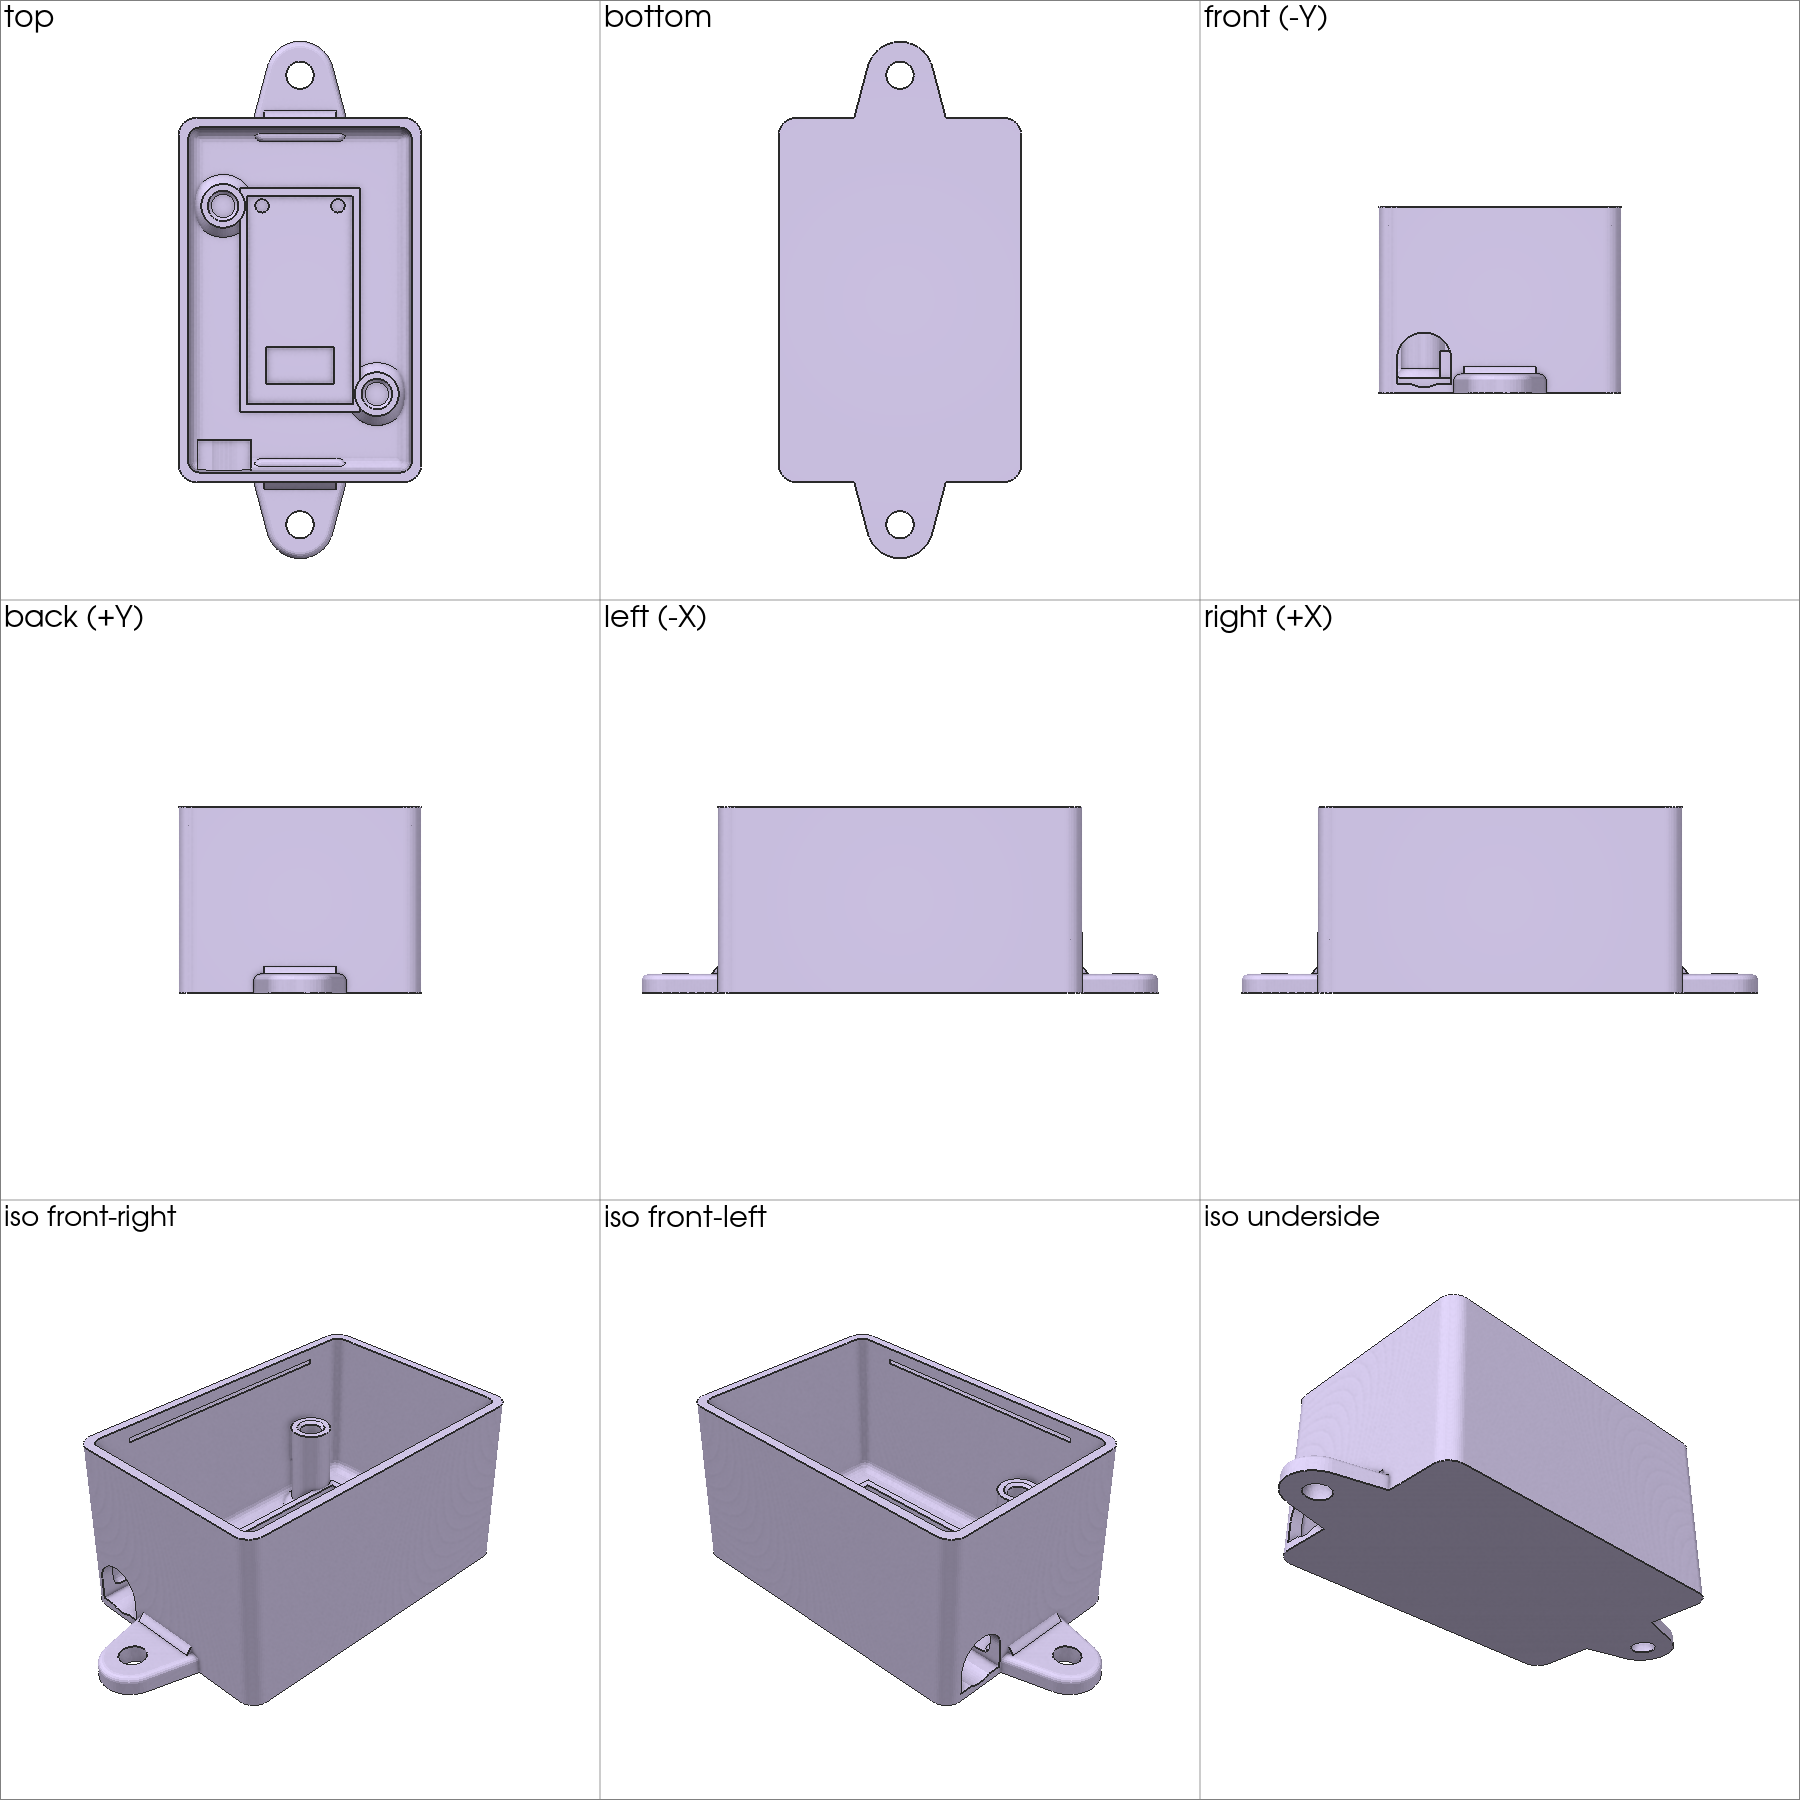 top
bottom
front (-Y)
back (+Y)
left (-X)
right (+X)
iso front-right
iso front-left
iso underside